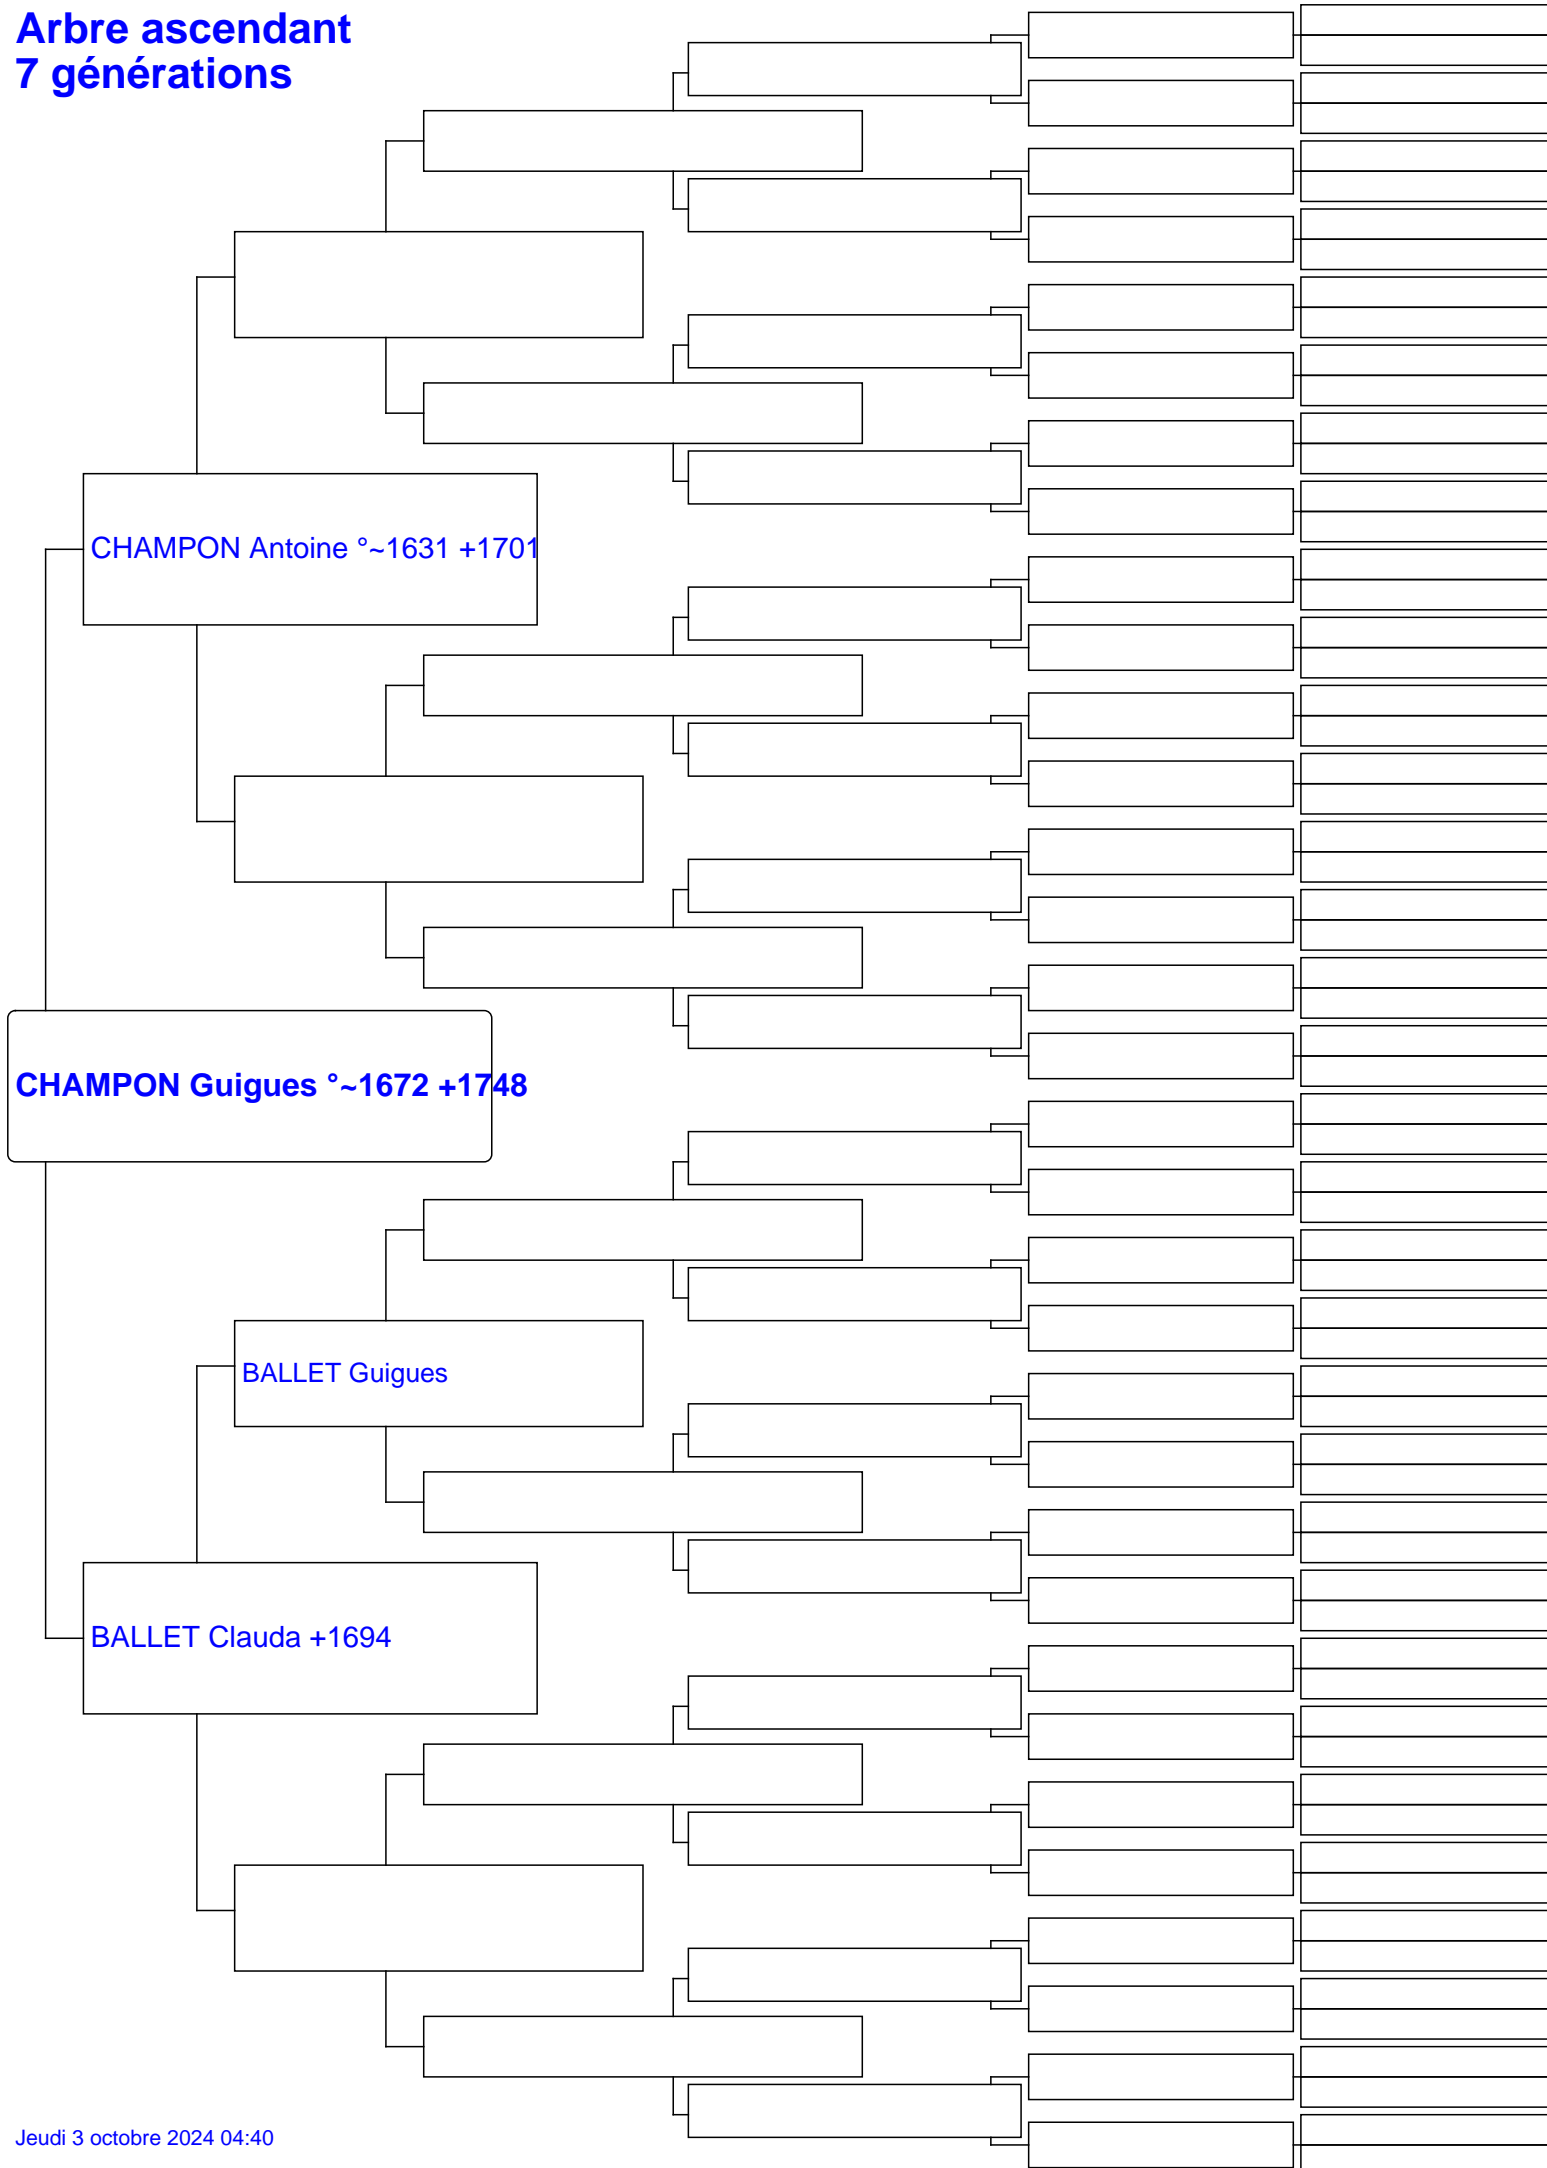 Arbre ascendant
7 générations
CHAMPON Antoine °~1631 +1701
CHAMPON Guigues °~1672 +1748
BALLET Guigues
BALLET Clauda +1694
Jeudi 3 octobre 2024 04:40